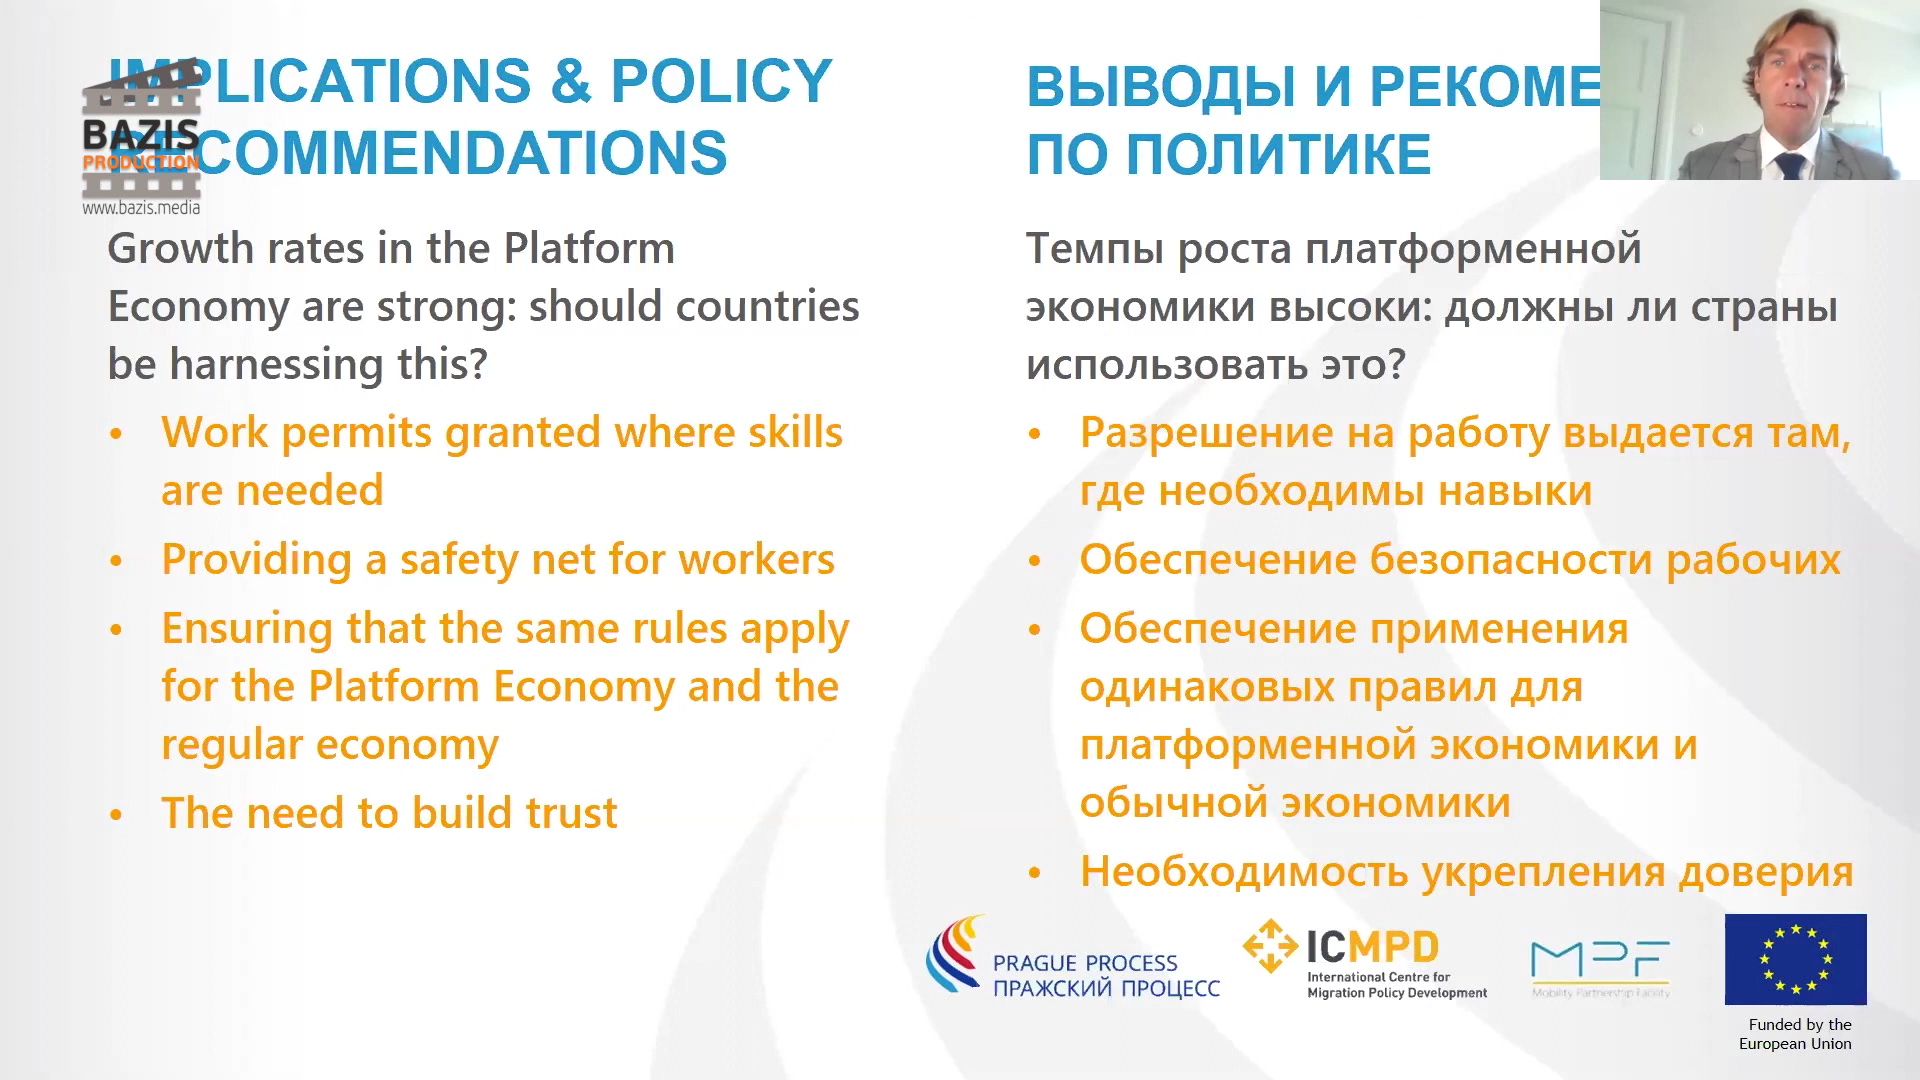 IMPLICATIONS & POLICY
RECOMMENDATIONS
BAZIS
PRODUCTION
www.bazis.media
Growth rates in the Platform
Economy are strong: should countries
be harnessing this?
• Work permits granted where skills
are needed
• Providing a safety net for workers
• Ensuring that the same rules apply
for the Platform Economy and the
regular economy
• The need to build trust
ВЫВОДЫ И РЕКОМЕ
ПО ПОЛИТИКЕ
Темпы роста платформенной
экономики высоки: должны ли страны
использовать это?
• Разрешение на работу выдается там,
где необходимы навыки
• Обеспечение безопасности рабочих
• Обеспечение применения
одинаковых правил для
платформенной экономики и
обычной экономики
• Необходимость укрепления доверия
PRAGUE PROCESS
ПРАЖСКИЙ ПРОЦЕСС
ICMPD
International Centre for
Migration Policy Development
MPF
Mobility Partnership Facility
Funded by the
European Union